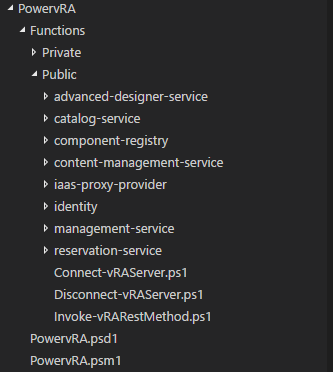 PowervRA
Functions
Private
Public
advanced-designer-service
catalog-service
component-registry
content-management-service
iaas-proxy-provider
identity
management-service
reservation-service
Connect-vRAServer.ps1
Disconnect-vRAServer.ps1
Invoke-vRARestMethod.ps1
PowervRA.psd1
PowervRA.psm1